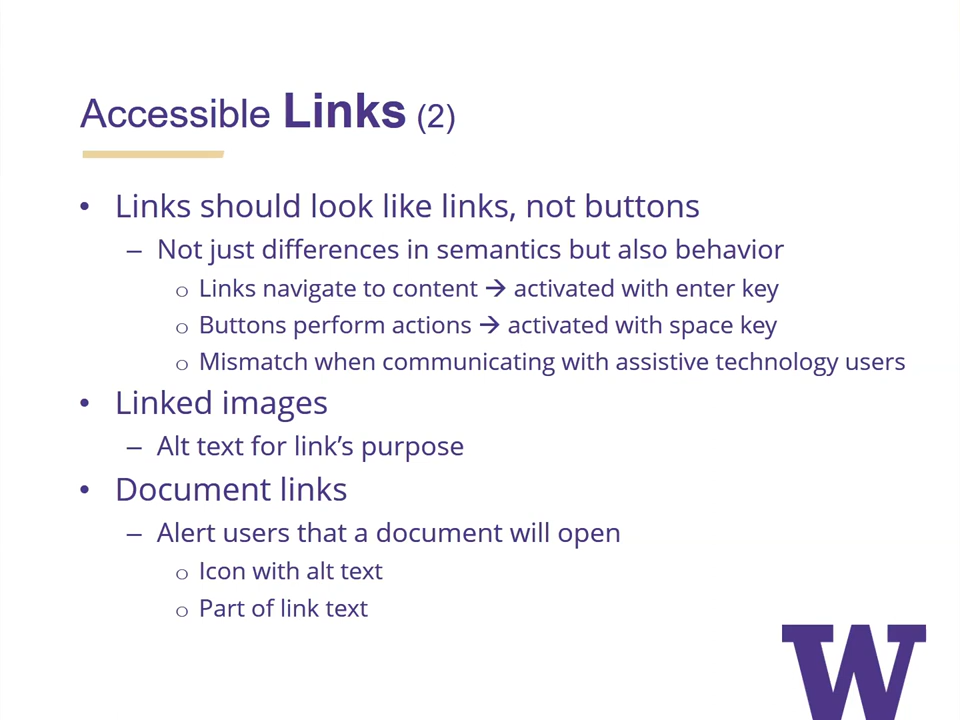 Accessible Links (2)
• Links should look like links, not buttons
– Not just differences in semantics but also behavior
o Links navigate to content → activated with enter key
o Buttons perform actions → activated with space key
o Mismatch when communicating with assistive technology users
• Linked images
– Alt text for link’s purpose
• Document links
– Alert users that a document will open
o Icon with alt text
o Part of link text
W